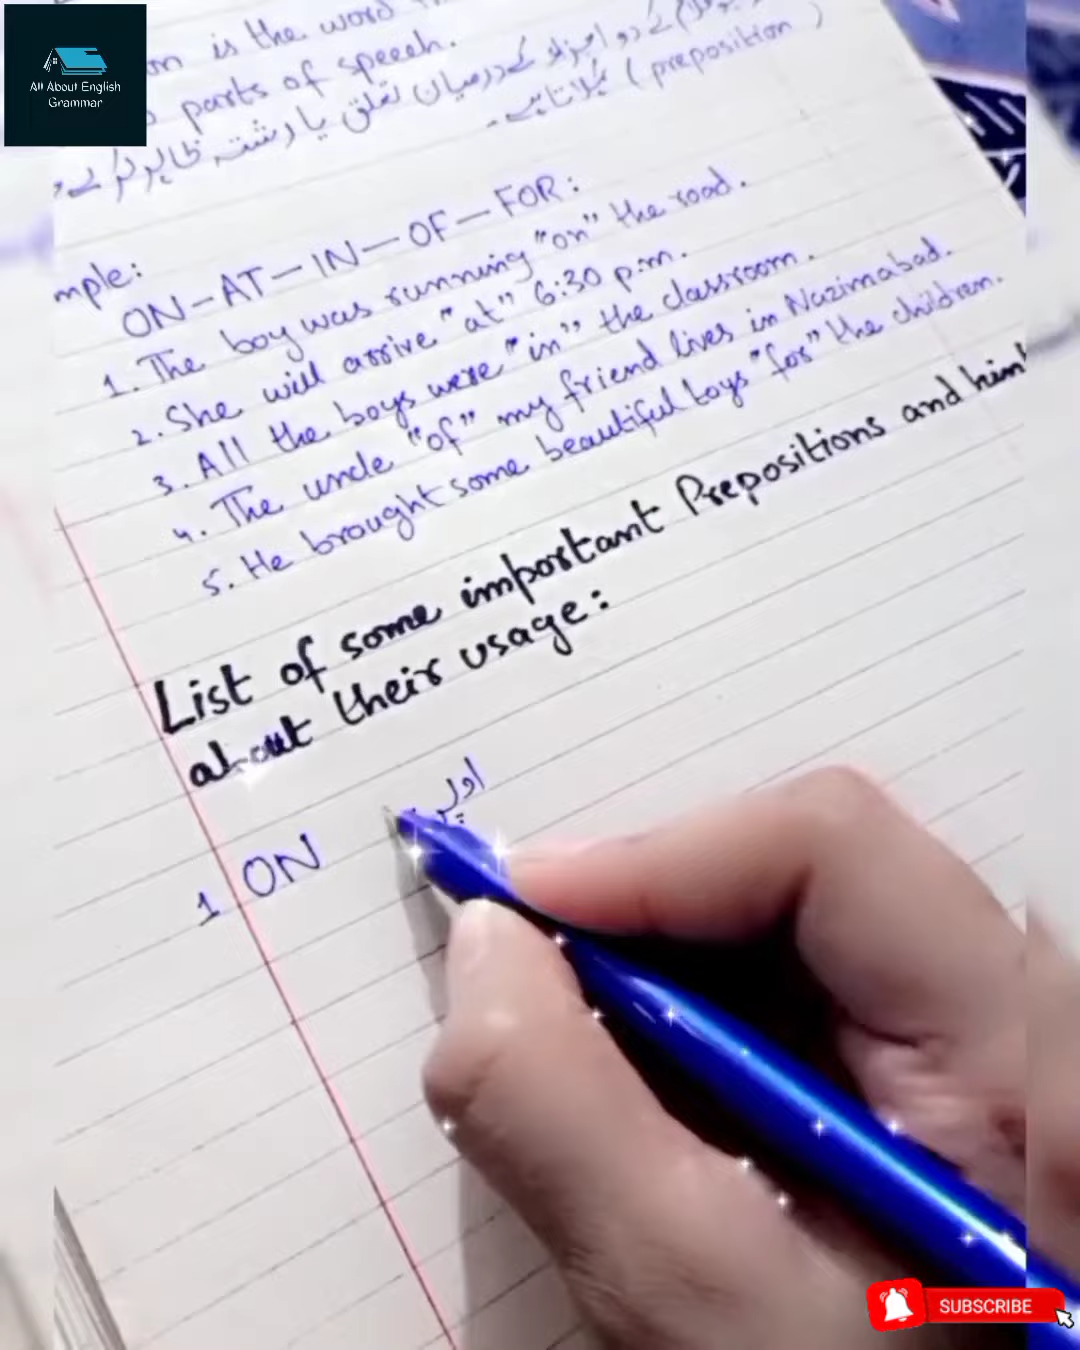 All About English
Grammar
on is the word
parts of speech.
کے دو اجزاء کے درمیان تعلق یا رشتہ ظاہر کرے،
(preposition) کہلاتا ہے۔
mple:
ON-AT-IN-OF-FOR:
1. The boy was running "on" the road.
2. She will arrive "at" 6:30 p.m.
3. All the boys were "in" the classroom.
4. The uncle "of" my friend lives in Nazimabad.
5. He brought some beautiful toys "for" the children.
List of some important Prepositions and hint
about their usage:
1 ON اوپر
SUBSCRIBE